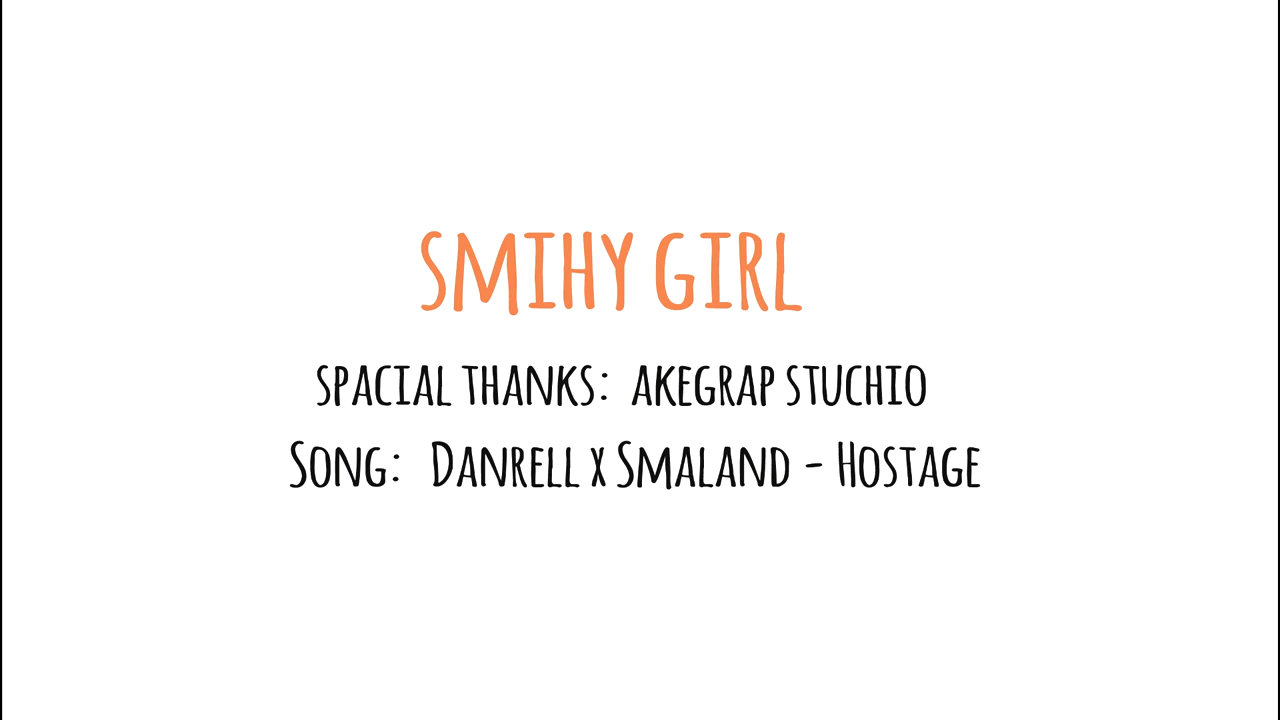 SMIHY GIRL
SPACIAL THANKS: AKEGRAP STUCHIO
SONG: DANRELL X SMALAND - HOSTAGE